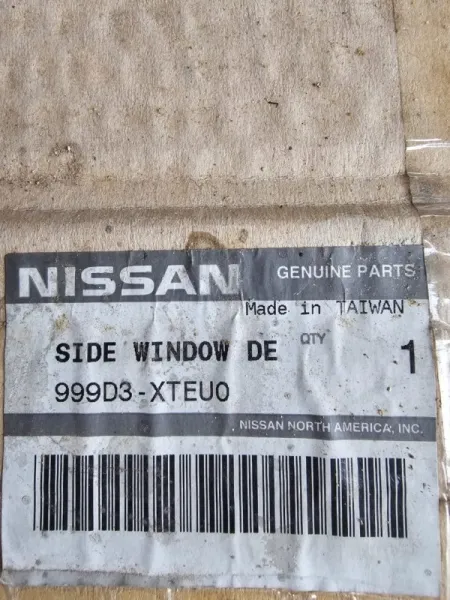 NISSAN GENUINE PARTS
Made in TAIWAN
SIDE WINDOW DE QTY 1
999D3-XTEU0
NISSAN NORTH AMERICA, INC.